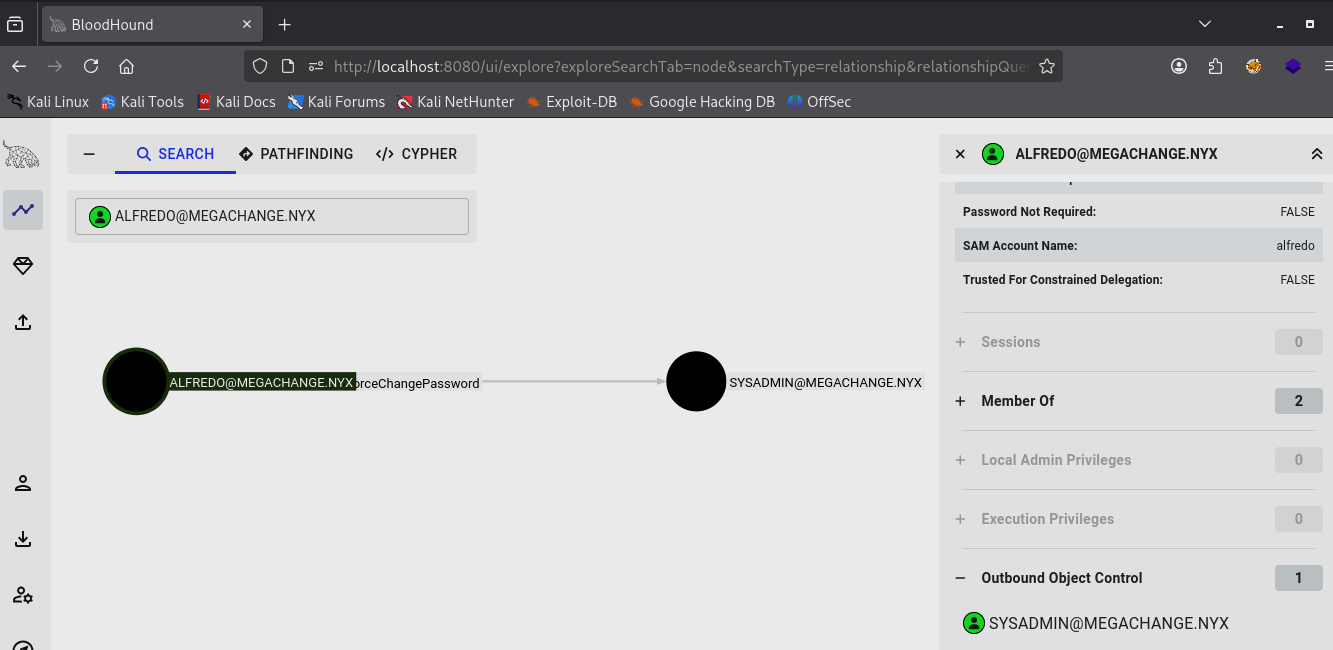 BloodHound
http://localhost:8080/ui/explore?exploreSearchTab=node&searchType=relationship&relationshipQue
Kali Linux Kali Tools Kali Docs Kali Forums Kali NetHunter Exploit-DB Google Hacking DB OffSec
SEARCH PATHFINDING CYPHER
ALFREDO@MEGACHANGE.NYX
ALFREDO@MEGACHANGE.NYX
orceChangePassword
SYSADMIN@MEGACHANGE.NYX
ALFREDO@MEGACHANGE.NYX
Password Not Required: FALSE
SAM Account Name: alfredo
Trusted For Constrained Delegation: FALSE
Sessions 0
Member Of 2
Local Admin Privileges 0
Execution Privileges 0
Outbound Object Control 1
SYSADMIN@MEGACHANGE.NYX